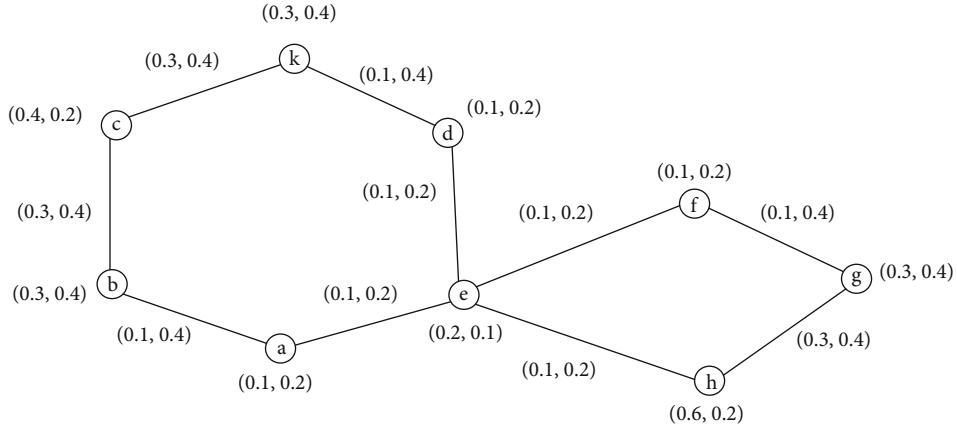 (0.3, 0.4)
k
(0.3, 0.4)
(0.1, 0.4)
(0.4, 0.2)
c
d
(0.1, 0.2)
(0.1, 0.2)
(0.1, 0.2)
f
(0.3, 0.4)
(0.1, 0.2)
(0.1, 0.4)
g
(0.3, 0.4)
b
(0.3, 0.4)
(0.1, 0.2)
e
(0.2, 0.1)
(0.1, 0.4)
a
(0.1, 0.2)
(0.3, 0.4)
(0.1, 0.2)
h
(0.6, 0.2)